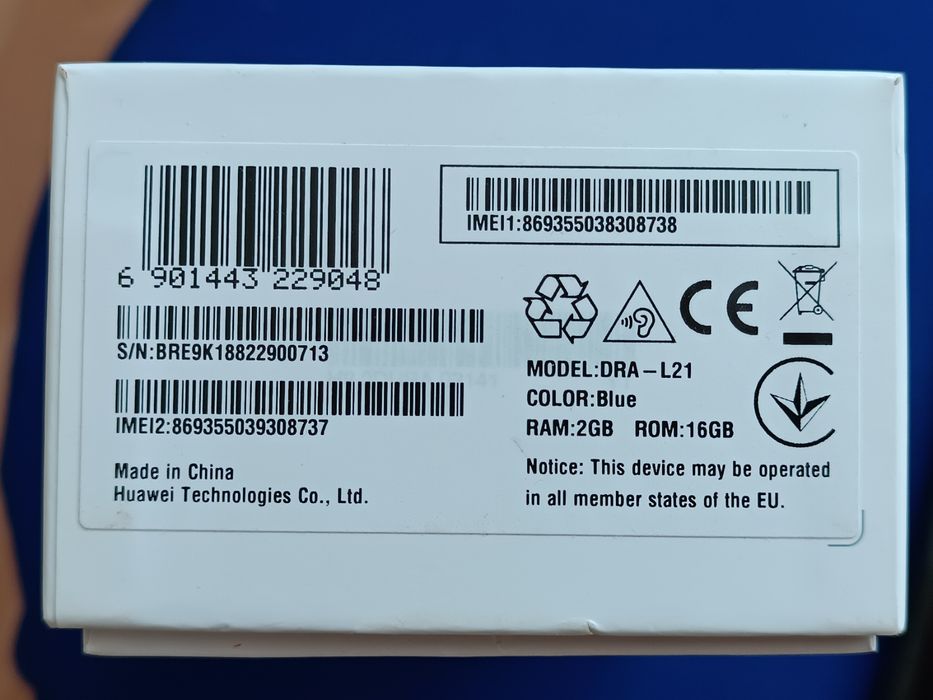 6 901443 229048
S/N:BRE9K18822900713
IMEI2:869355039308737
Made in China
Huawei Technologies Co., Ltd.
IMEI1:869355038308738
CE
MODEL:DRA-L21
COLOR:Blue
RAM:2GB ROM:16GB
Notice: This device may be operated
in all member states of the EU.